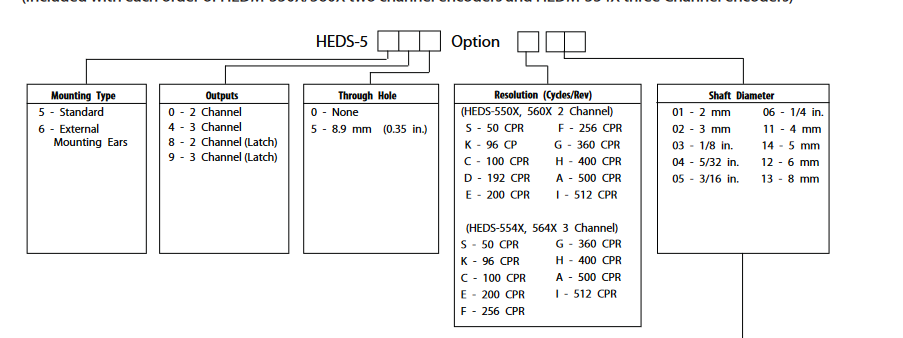 HEDS-5 Option
Mounting Type
5 - Standard
6 - External
Mounting Ears
Outputs
0 - 2 Channel
4 - 3 Channel
8 - 2 Channel (Latch)
9 - 3 Channel (Latch)
Through Hole
0 - None
5 - 8.9 mm (0.35 in.)
Resolution (Cycles/Rev)
(HEDS-550X, 560X 2 Channel)
S - 50 CPR F - 256 CPR
K - 96 CP G - 360 CPR
C - 100 CPR H - 400 CPR
D - 192 CPR A - 500 CPR
E - 200 CPR I - 512 CPR
(HEDS-554X, 564X 3 Channel)
S - 50 CPR G - 360 CPR
K - 96 CPR H - 400 CPR
C - 100 CPR A - 500 CPR
E - 200 CPR I - 512 CPR
F - 256 CPR
Shaft Diameter
01 - 2 mm 06 - 1/4 in.
02 - 3 mm 11 - 4 mm
03 - 1/8 in. 14 - 5 mm
04 - 5/32 in. 12 - 6 mm
05 - 3/16 in. 13 - 8 mm